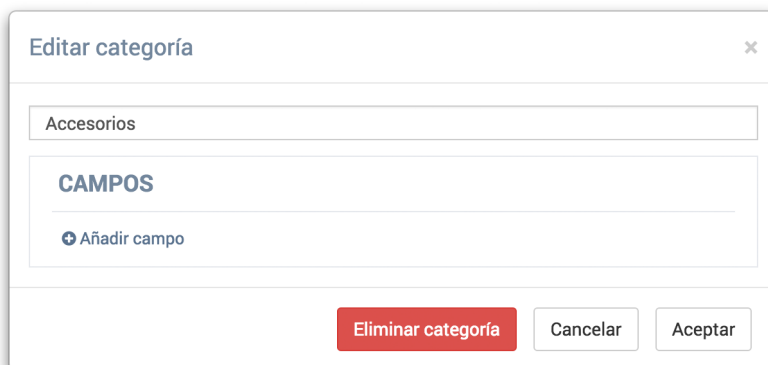 Editar categoría
×
Accesorios
CAMPOS
Añadir campo
Eliminar categoría Cancelar Aceptar